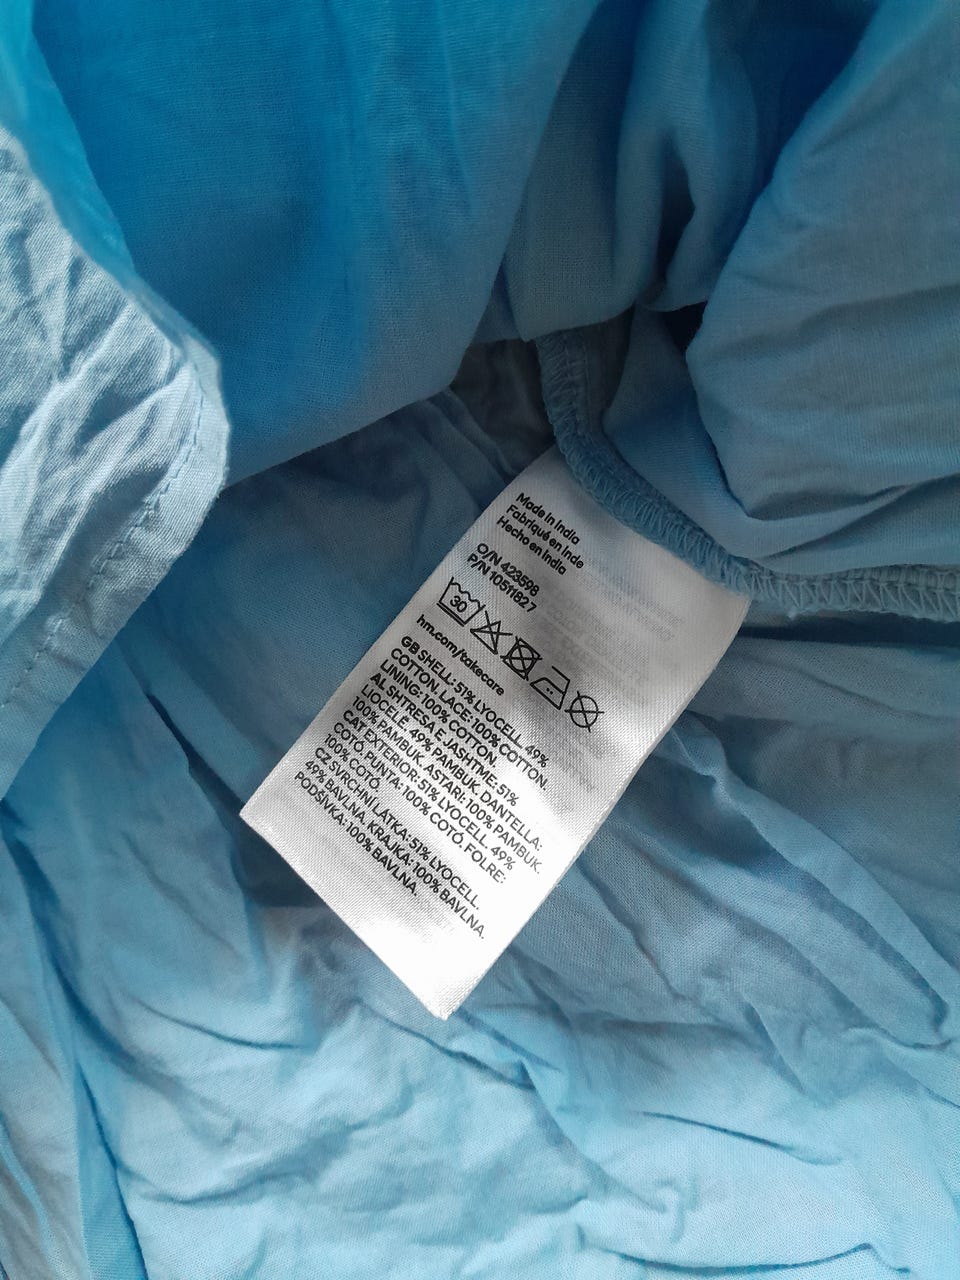 Made in India
Fabriqué en Inde
Hecho en India
O/N 423598
P/N 10511827
30
hm.com/takecare
GB SHELL: 51% LYOCELL. 49%
COTTON. LACE: 100% COTTON.
LINING: 100% COTTON.
AL SHTRESA E JASHTME: 51%
LIOCELË. 49% PAMBUK. DANTELLA:
100% PAMBUK. ASTARI: 100% PAMBUK.
CAT EXTERIOR: 51% LYOCELL. 49%
COTÓ. PUNTA: 100% COTÓ. FOLRE:
100% COTÓ.
CZ SVRCHNÍ LÁTKA: 51% LYOCELL.
49% BAVLNA. KRAJKA: 100% BAVLNA.
PODŠÍVKA: 100% BAVLNA.